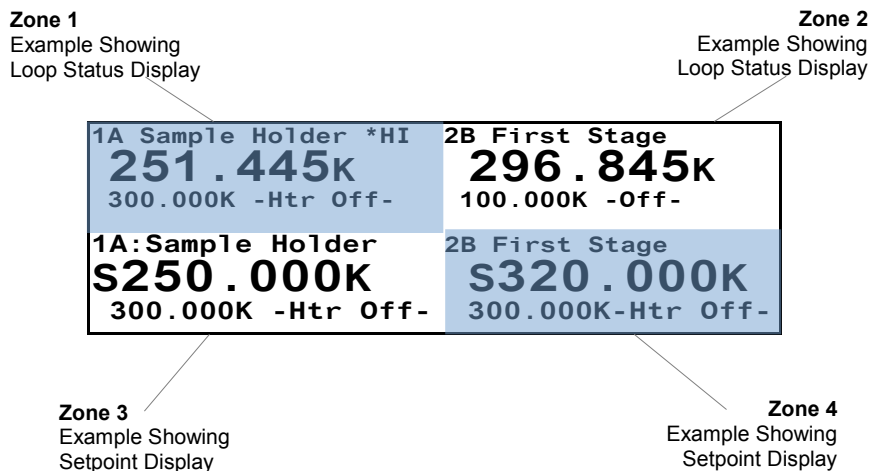 Zone 1
Example Showing
Loop Status Display
Zone 2
Example Showing
Loop Status Display
1A Sample Holder *HI
251.445K
300.000K -Htr Off-
2B First Stage
296.845K
100.000K -Off-
1A:Sample Holder
S250.000K
300.000K -Htr Off-
2B First Stage
S320.000K
300.000K-Htr Off-
Zone 3
Example Showing
Setpoint Display
Zone 4
Example Showing
Setpoint Display